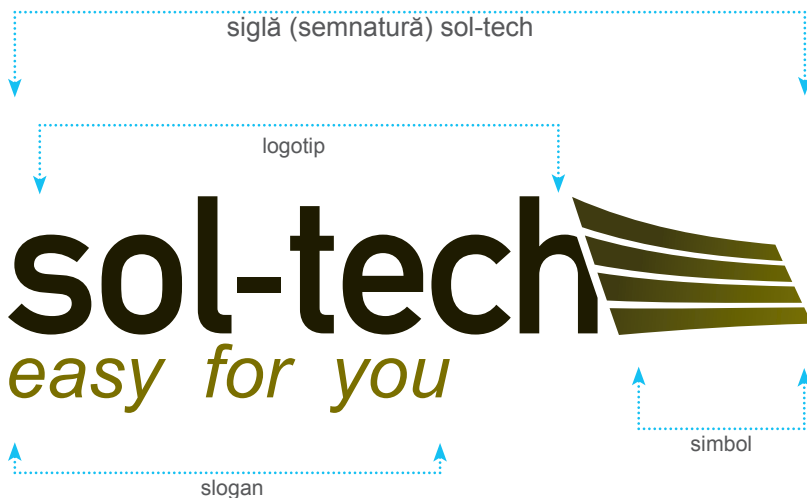 siglă (semnatură) sol-tech
logotip
sol-tech
easy for you
simbol
slogan